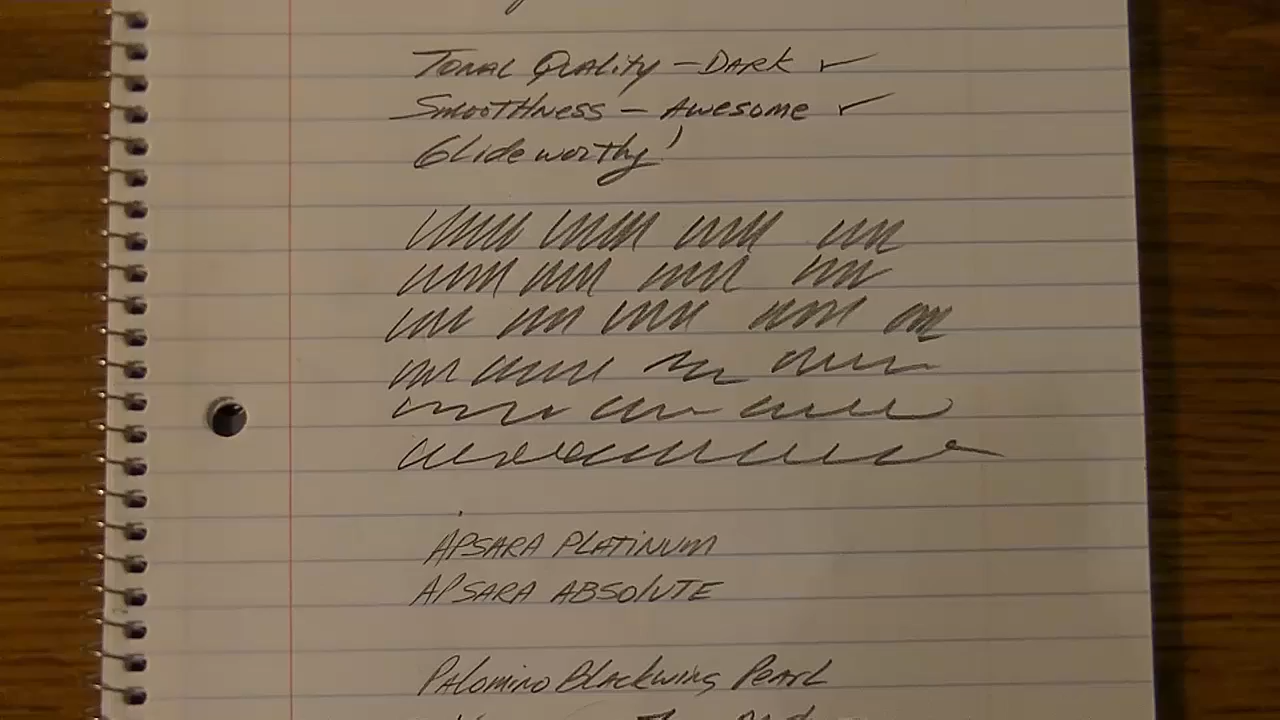 Tonal Quality – Dark ✓
Smoothness – Awesome ✓
Glideworthy!
APSARA PLATINUM
APSARA ABSOLUTE
Palomino Blackwing Pearl